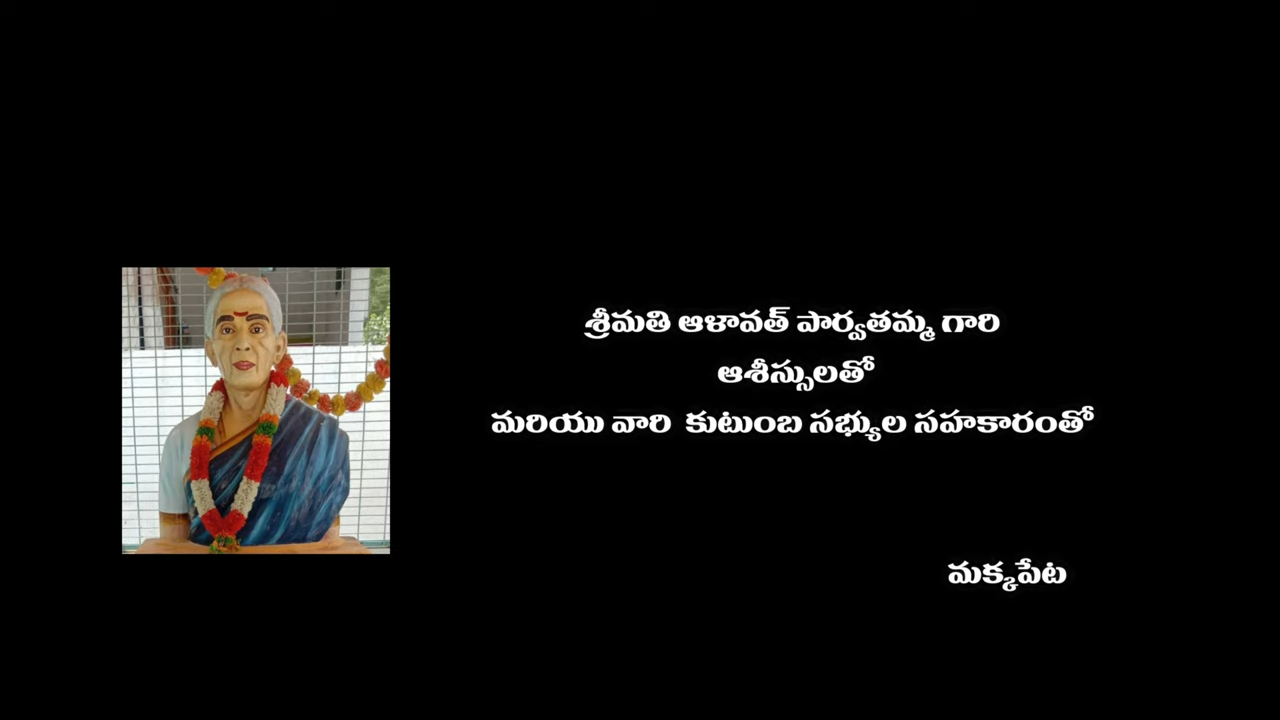 శ్రీమతి ఆళావత్ పార్వతమ్మ గారి
ఆశీస్సులతో
మరియు వారి కుటుంబ సభ్యుల సహకారంతో
మక్కపేట